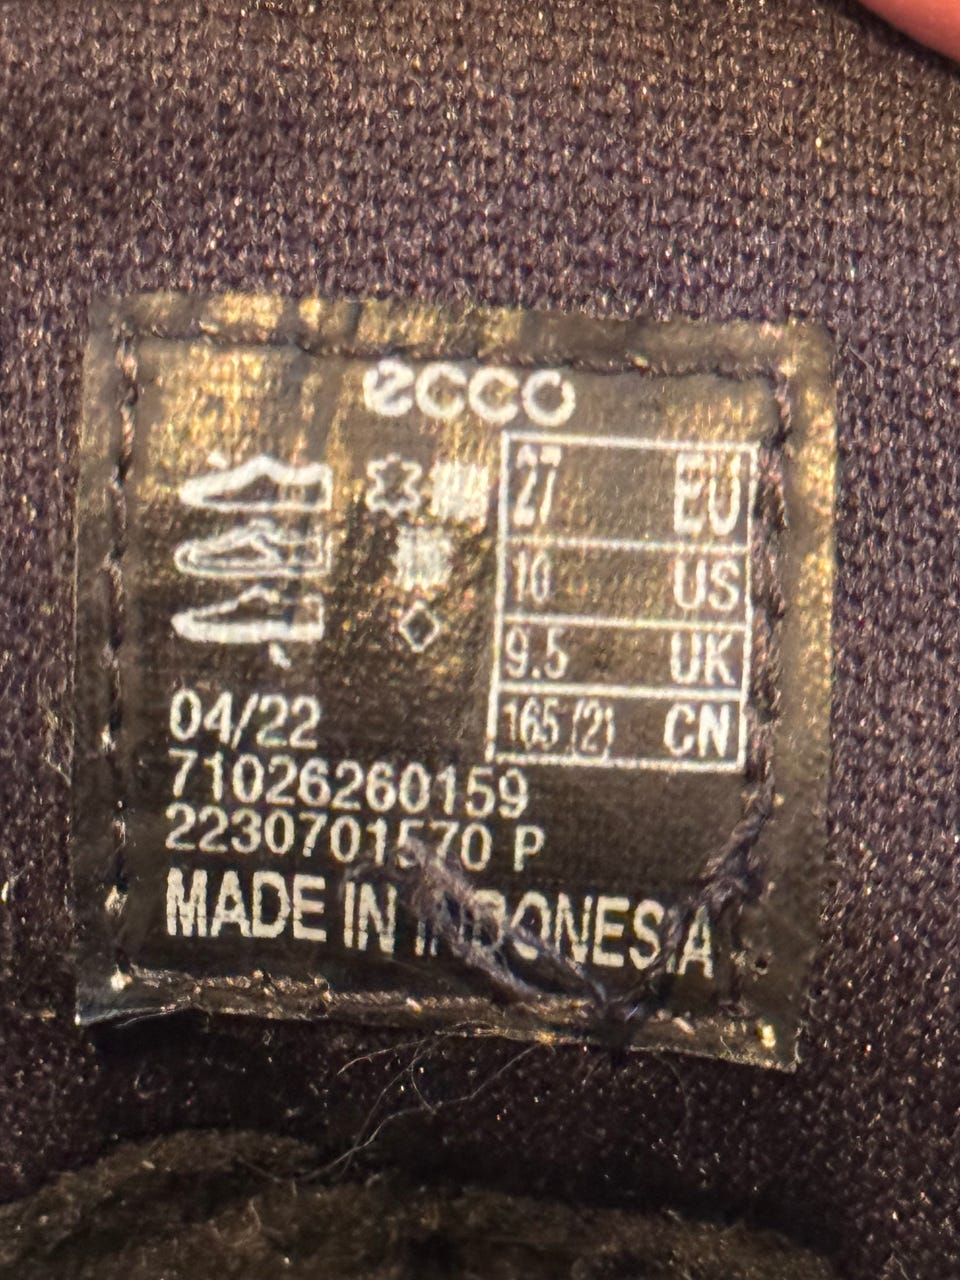 ecco
27 EU
10 US
9.5 UK
165 (2) CN
04/22
71026260159
2230701570 P
MADE IN INDONESIA